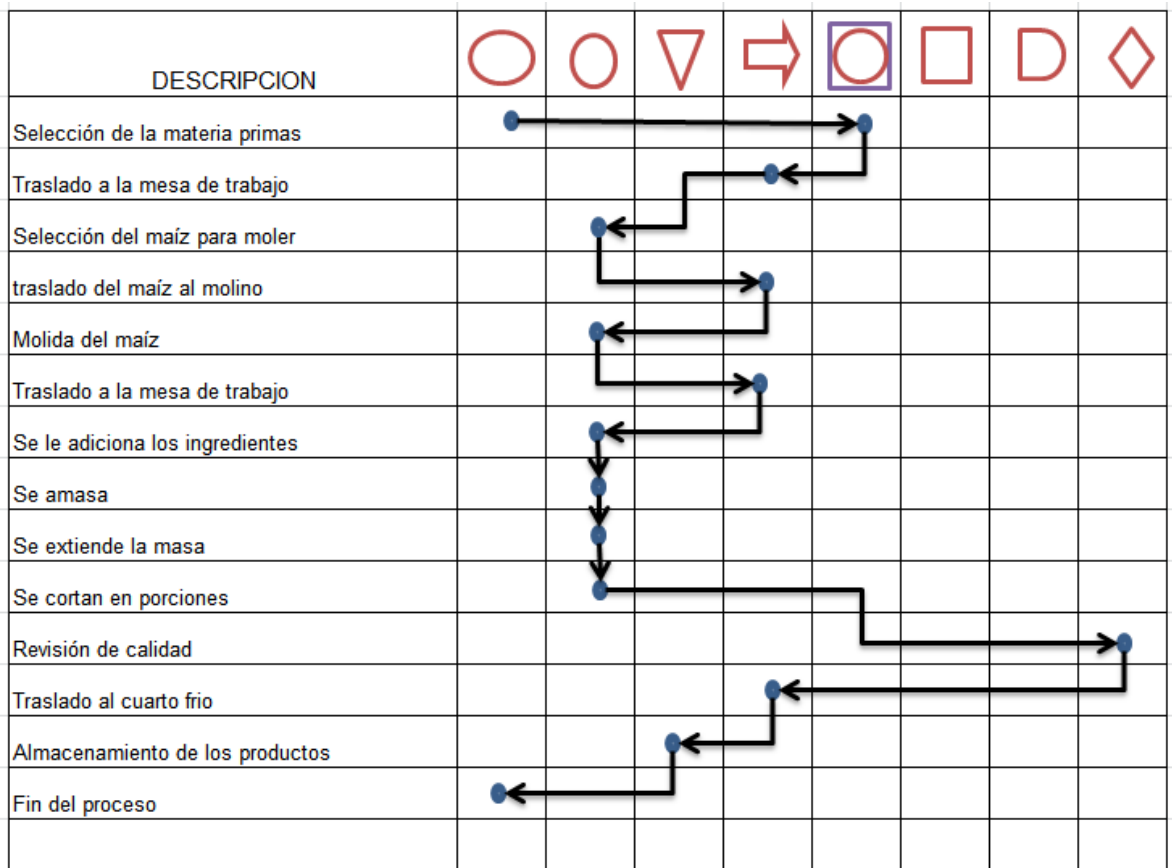 DESCRIPCION
Selección de la materia primas
Traslado a la mesa de trabajo
Selección del maíz para moler
traslado del maíz al molino
Molida del maíz
Traslado a la mesa de trabajo
Se le adiciona los ingredientes
Se amasa
Se extiende la masa
Se cortan en porciones
Revisión de calidad
Traslado al cuarto frio
Almacenamiento de los productos
Fin del proceso